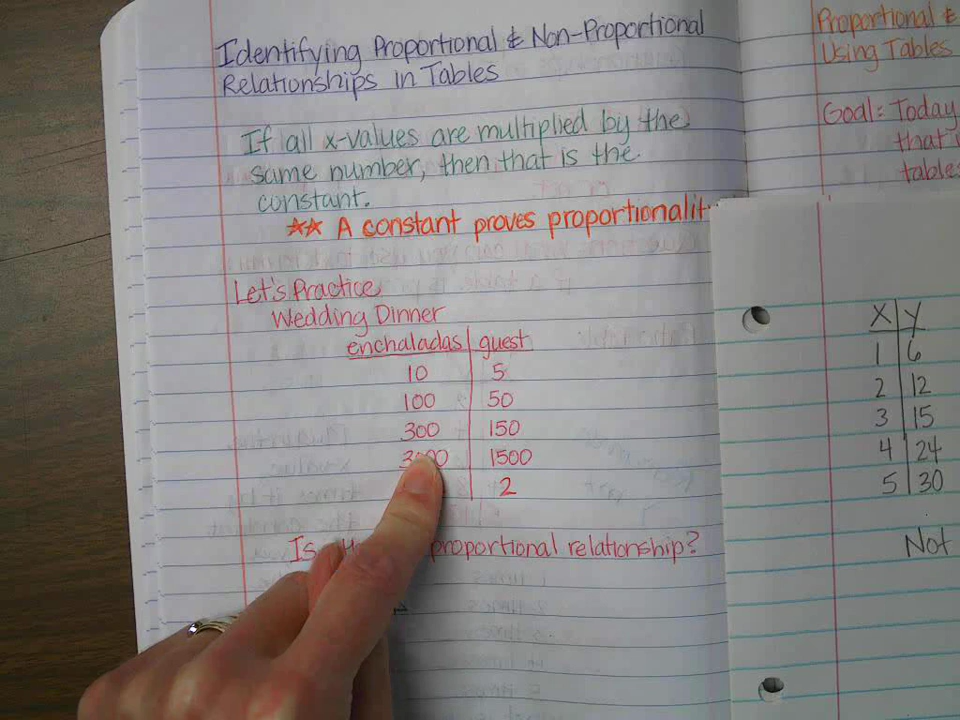 Identifying Proportional & Non-Proportional
Relationships in Tables
If all x-values are multiplied by the
same number, then that is the
constant.
** A constant proves proportionality
Let's Practice
Wedding Dinner
enchaladas guest
10 5
100 50
300 150
3000 1500
2
Is proportional relationship?
Proportional &
Using Tables
Goal: Today
that
tables
X Y
1 6
2 12
3 15
4 24
5 30
Not